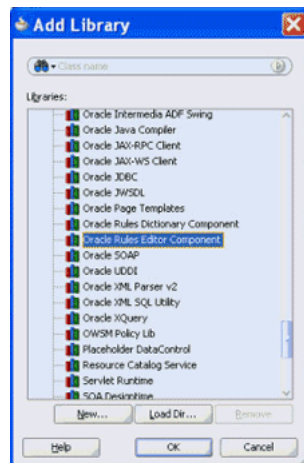 Add Library
Class name
Libraries:
Oracle Intermedia ADF Swing
Oracle Java Compiler
Oracle JAX-RPC Client
Oracle JAX-WS Client
Oracle JDBC
Oracle JWSDL
Oracle Page Templates
Oracle Rules Dictionary Component
Oracle Rules Editor Component
Oracle SOAP
Oracle UDDI
Oracle XML Parser v2
Oracle XML SQL Utility
Oracle XQuery
OWSM Policy Lib
Placeholder DataControl
Resource Catalog Service
Servlet Runtime
SOA Designtime
New... Load Dir... Remove
Help OK Cancel